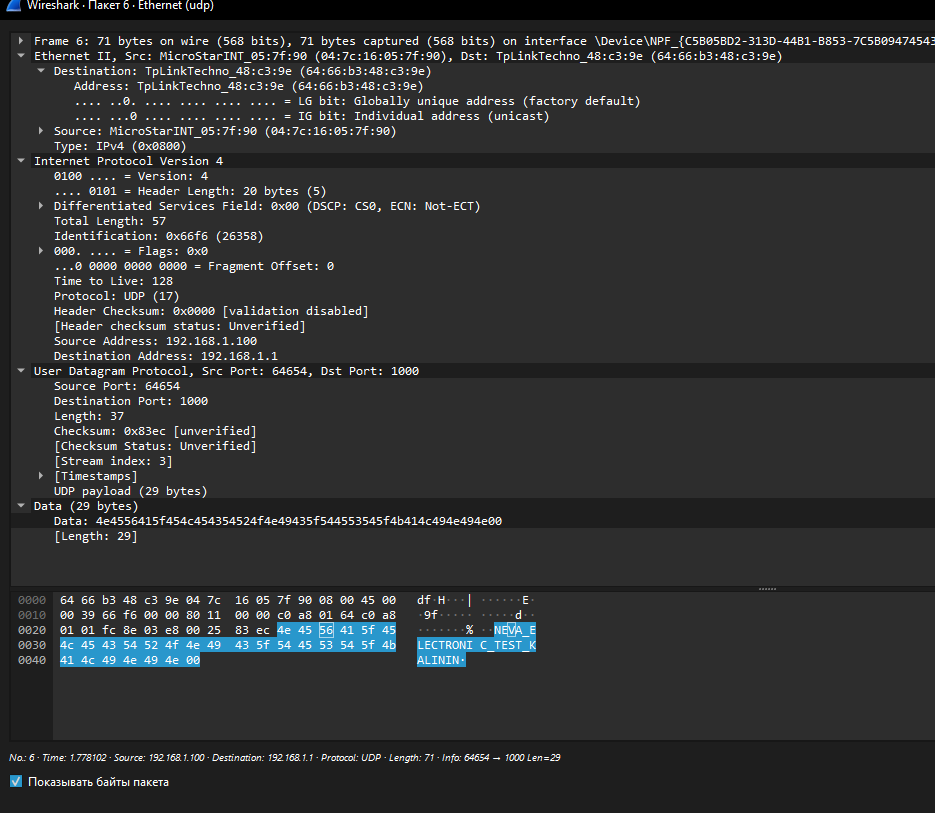 Wireshark · Пакет 6 · Ethernet (udp)
Frame 6: 71 bytes on wire (568 bits), 71 bytes captured (568 bits) on interface \Device\NPF_{C5B05BD2-313D-44B1-B853-7C5B09474543
Ethernet II, Src: MicroStarINT_05:7f:90 (04:7c:16:05:7f:90), Dst: TpLinkTechno_48:c3:9e (64:66:b3:48:c3:9e)
Destination: TpLinkTechno_48:c3:9e (64:66:b3:48:c3:9e)
Address: TpLinkTechno_48:c3:9e (64:66:b3:48:c3:9e)
.... ..0. .... .... .... .... = LG bit: Globally unique address (factory default)
.... ...0 .... .... .... .... = IG bit: Individual address (unicast)
Source: MicroStarINT_05:7f:90 (04:7c:16:05:7f:90)
Type: IPv4 (0x0800)
Internet Protocol Version 4
0100 .... = Version: 4
.... 0101 = Header Length: 20 bytes (5)
Differentiated Services Field: 0x00 (DSCP: CS0, ECN: Not-ECT)
Total Length: 57
Identification: 0x66f6 (26358)
000. .... = Flags: 0x0
...0 0000 0000 0000 = Fragment Offset: 0
Time to Live: 128
Protocol: UDP (17)
Header Checksum: 0x0000 [validation disabled]
[Header checksum status: Unverified]
Source Address: 192.168.1.100
Destination Address: 192.168.1.1
User Datagram Protocol, Src Port: 64654, Dst Port: 1000
Source Port: 64654
Destination Port: 1000
Length: 37
Checksum: 0x83ec [unverified]
[Checksum Status: Unverified]
[Stream index: 3]
[Timestamps]
UDP payload (29 bytes)
Data (29 bytes)
Data: 4e4556415f454c454354524f4e49435f544553545f4b414c494e494e00
[Length: 29]
0000 64 66 b3 48 c3 9e 04 7c 16 05 7f 90 08 00 45 00 df·H···| ······E·
0010 00 39 66 f6 00 00 80 11 00 00 c0 a8 01 64 c0 a8 ·9f····· ·····d··
0020 01 01 fc 8e 03 e8 00 25 83 ec 4e 45 56 41 5f 45 ·······% ··NEVA_E
0030 4c 45 43 54 52 4f 4e 49 43 5f 54 45 53 54 5f 4b LECTRONI C_TEST_K
0040 41 4c 49 4e 49 4e 00 ALININ·
No.: 6 · Time: 1.778102 · Source: 192.168.1.100 · Destination: 192.168.1.1 · Protocol: UDP · Length: 71 · Info: 64654 → 1000 Len=29
Показывать байты пакета